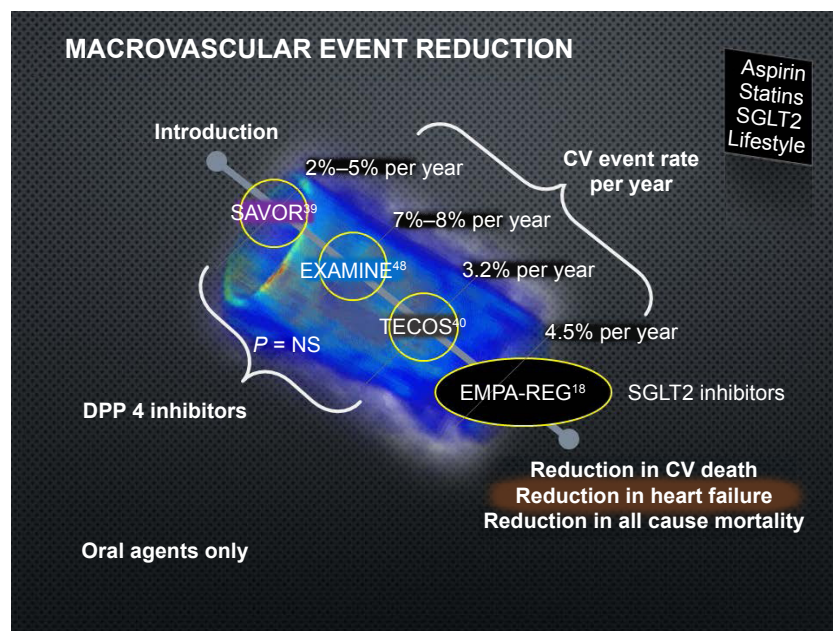 MACROVASCULAR EVENT REDUCTION
Aspirin
Statins
SGLT2
Lifestyle
Introduction
2%–5% per year
CV event rate
per year
SAVOR39
7%–8% per year
EXAMINE48
3.2% per year
TECOS40
4.5% per year
P = NS
DPP 4 inhibitors
EMPA-REG18
SGLT2 inhibitors
Reduction in CV death
Reduction in heart failure
Reduction in all cause mortality
Oral agents only